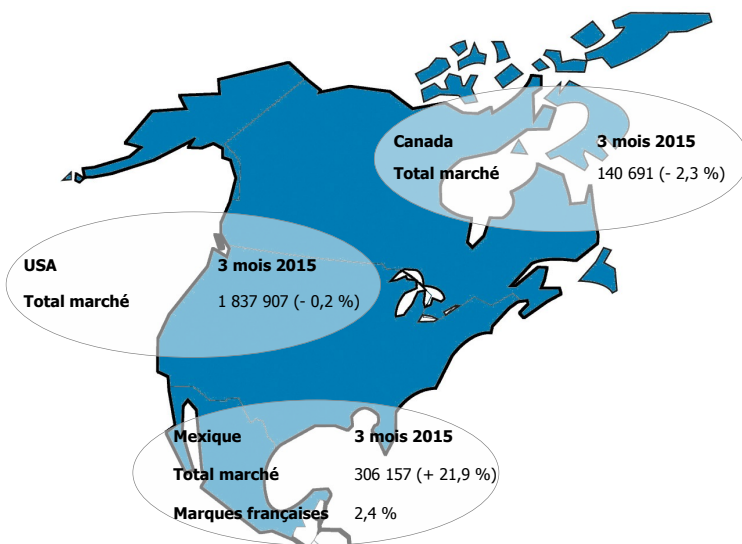 Canada 3 mois 2015
Total marché 140 691 (- 2,3 %)
USA 3 mois 2015
Total marché 1 837 907 (- 0,2 %)
Mexique 3 mois 2015
Total marché 306 157 (+ 21,9 %)
Marques françaises 2,4 %